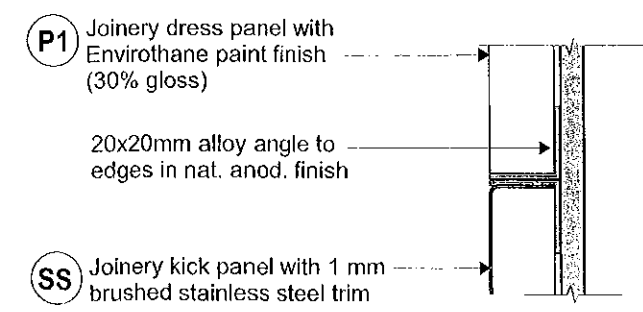 P1 Joinery dress panel with
Envirothane paint finish
(30% gloss)
20x20mm alloy angle to
edges in nat. anod. finish
SS Joinery kick panel with 1 mm
brushed stainless steel trim